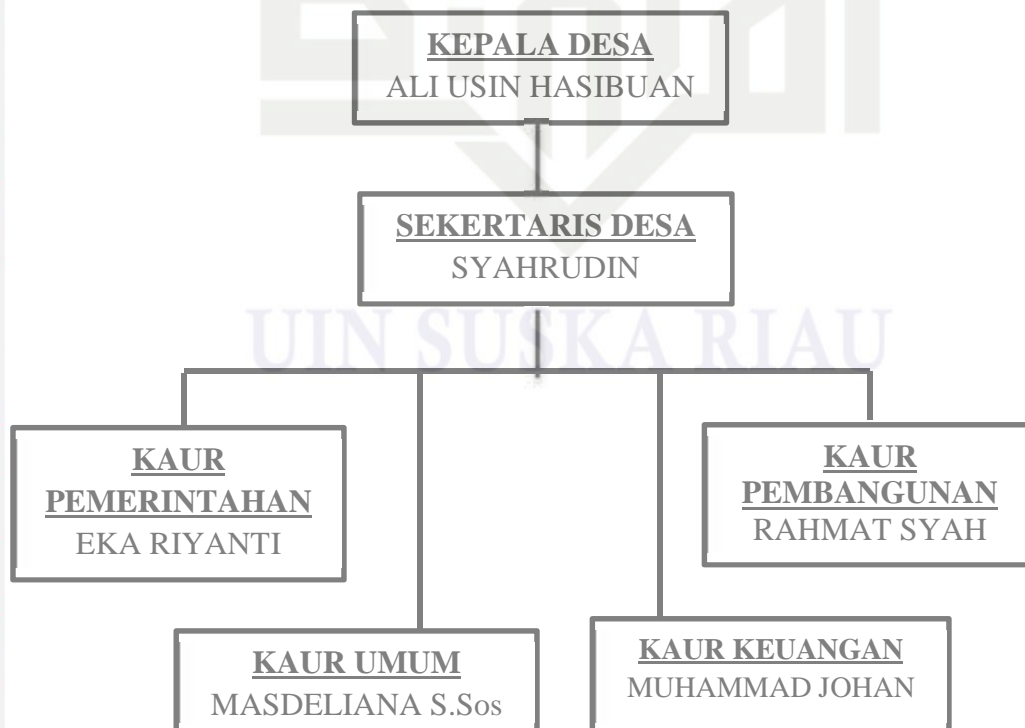 KEPALA DESA
ALI USIN HASIBUAN
SEKERTARIS DESA
SYAHRUDIN
UIN SUSKA RIAU
KAUR
PEMERINTAHAN
EKA RIYANTI
KAUR
PEMBANGUNAN
RAHMAT SYAH
KAUR UMUM
MASDELIANA S.Sos
KAUR KEUANGAN
MUHAMMAD JOHAN